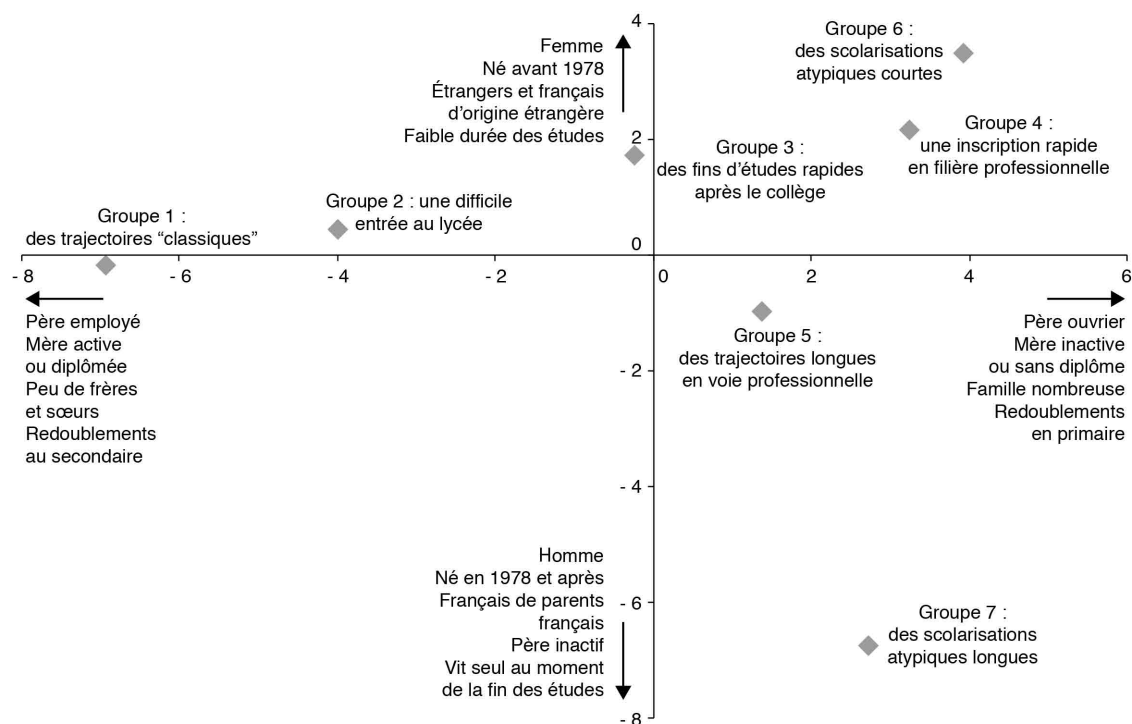 4
Femme
Né avant 1978
Étrangers et français
d’origine étrangère
Faible durée des études
Groupe 6 :
des scolarisations
atypiques courtes
2
Groupe 4 :
une inscription rapide
en filière professionnelle
Groupe 3 :
des fins d’études rapides
après le collège
Groupe 2 : une difficile
entrée au lycée
Groupe 1 :
des trajectoires “classiques”
0
- 8
- 6
- 4
- 2
0
2
4
6
Père employé
Mère active
ou diplômée
Peu de frères
et sœurs
Redoublements
au secondaire
Groupe 5 :
des trajectoires longues
en voie professionnelle
Père ouvrier
Mère inactive
ou sans diplôme
Famille nombreuse
Redoublements
en primaire
- 2
- 4
Homme
Né en 1978 et après
Français de parents
français
Père inactif
Vit seul au moment
de la fin des études
- 6
Groupe 7 :
des scolarisations
atypiques longues
- 8